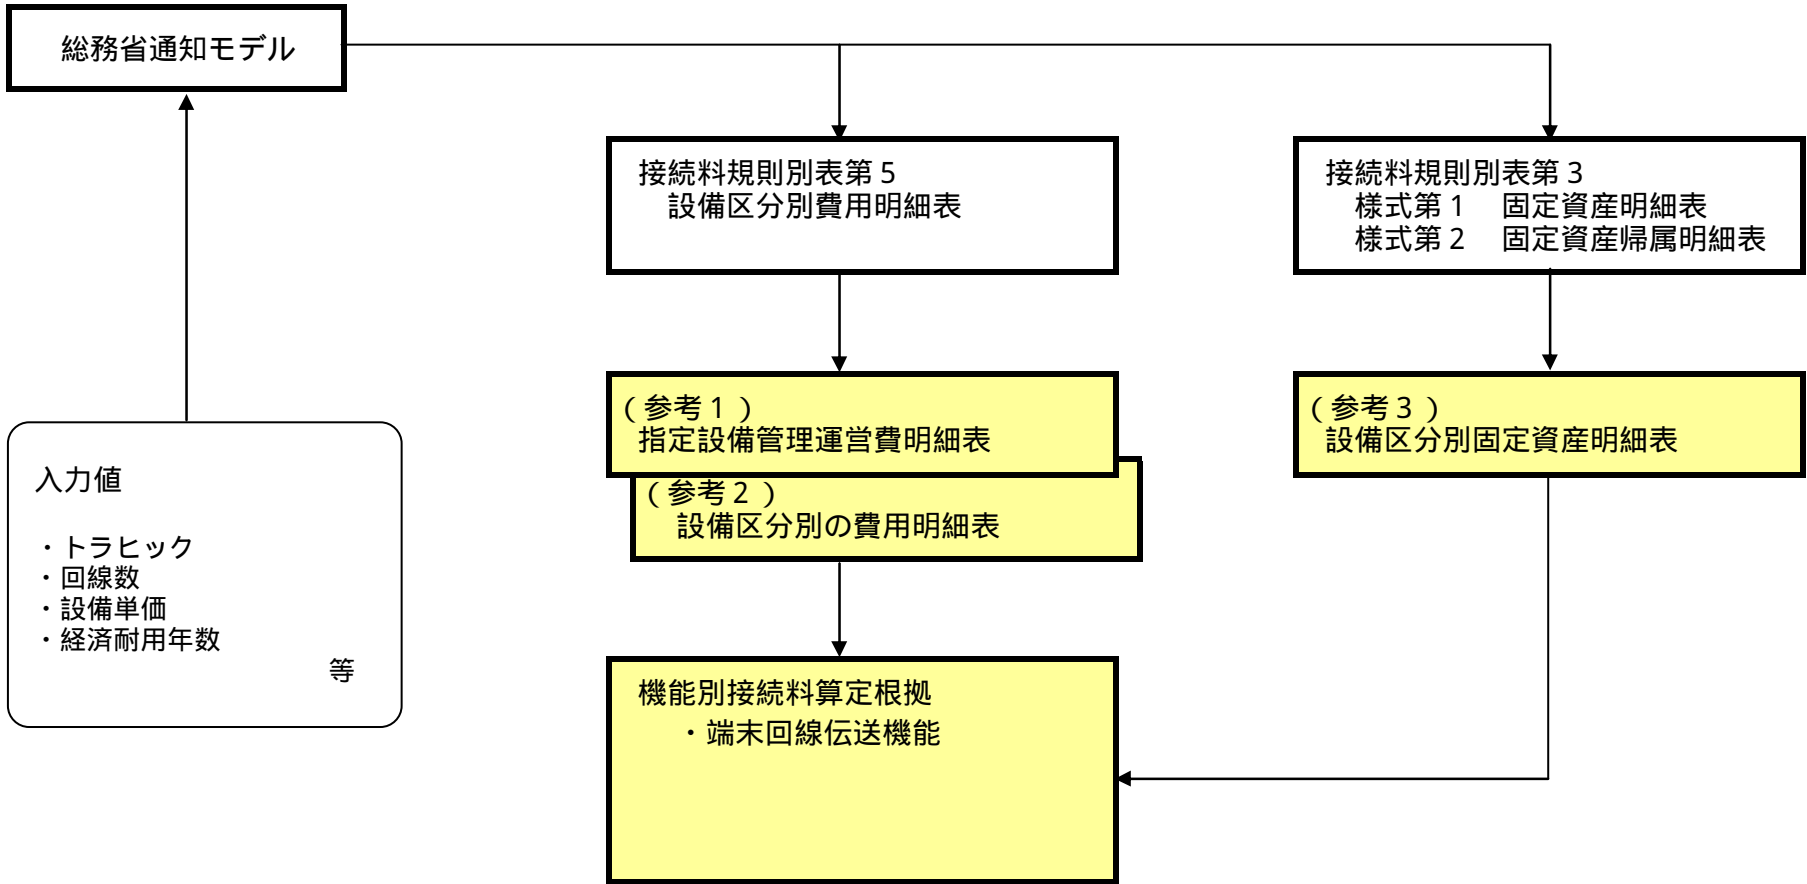 総務省通知モデル
接続料規則別表第５
設備区分別費用明細表
接続料規則別表第３
様式第１　固定資産明細表
様式第２　固定資産帰属明細表
（参考１）
指定設備管理運営費明細表
（参考２）
設備区分別の費用明細表
（参考３）
設備区分別固定資産明細表
入力値
・トラヒック
・回線数
・設備単価
・経済耐用年数
等
機能別接続料算定根拠
・端末回線伝送機能